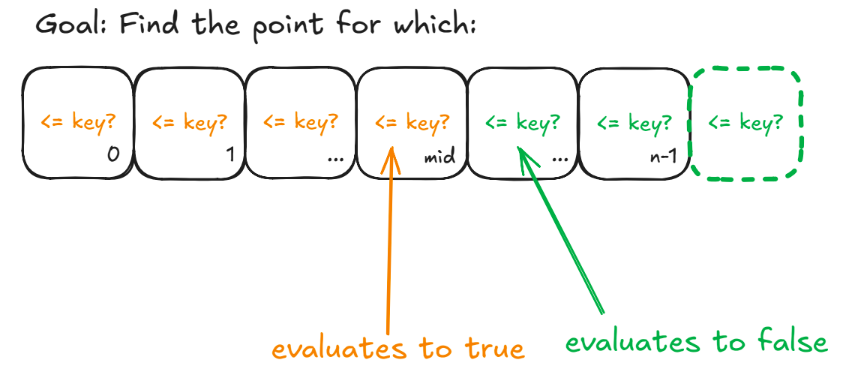 Goal: Find the point for which:
<= key? <= key? <= key? <= key? <= key? <= key? <= key?
0 1 ... mid ... n-1
evaluates to true
evaluates to false